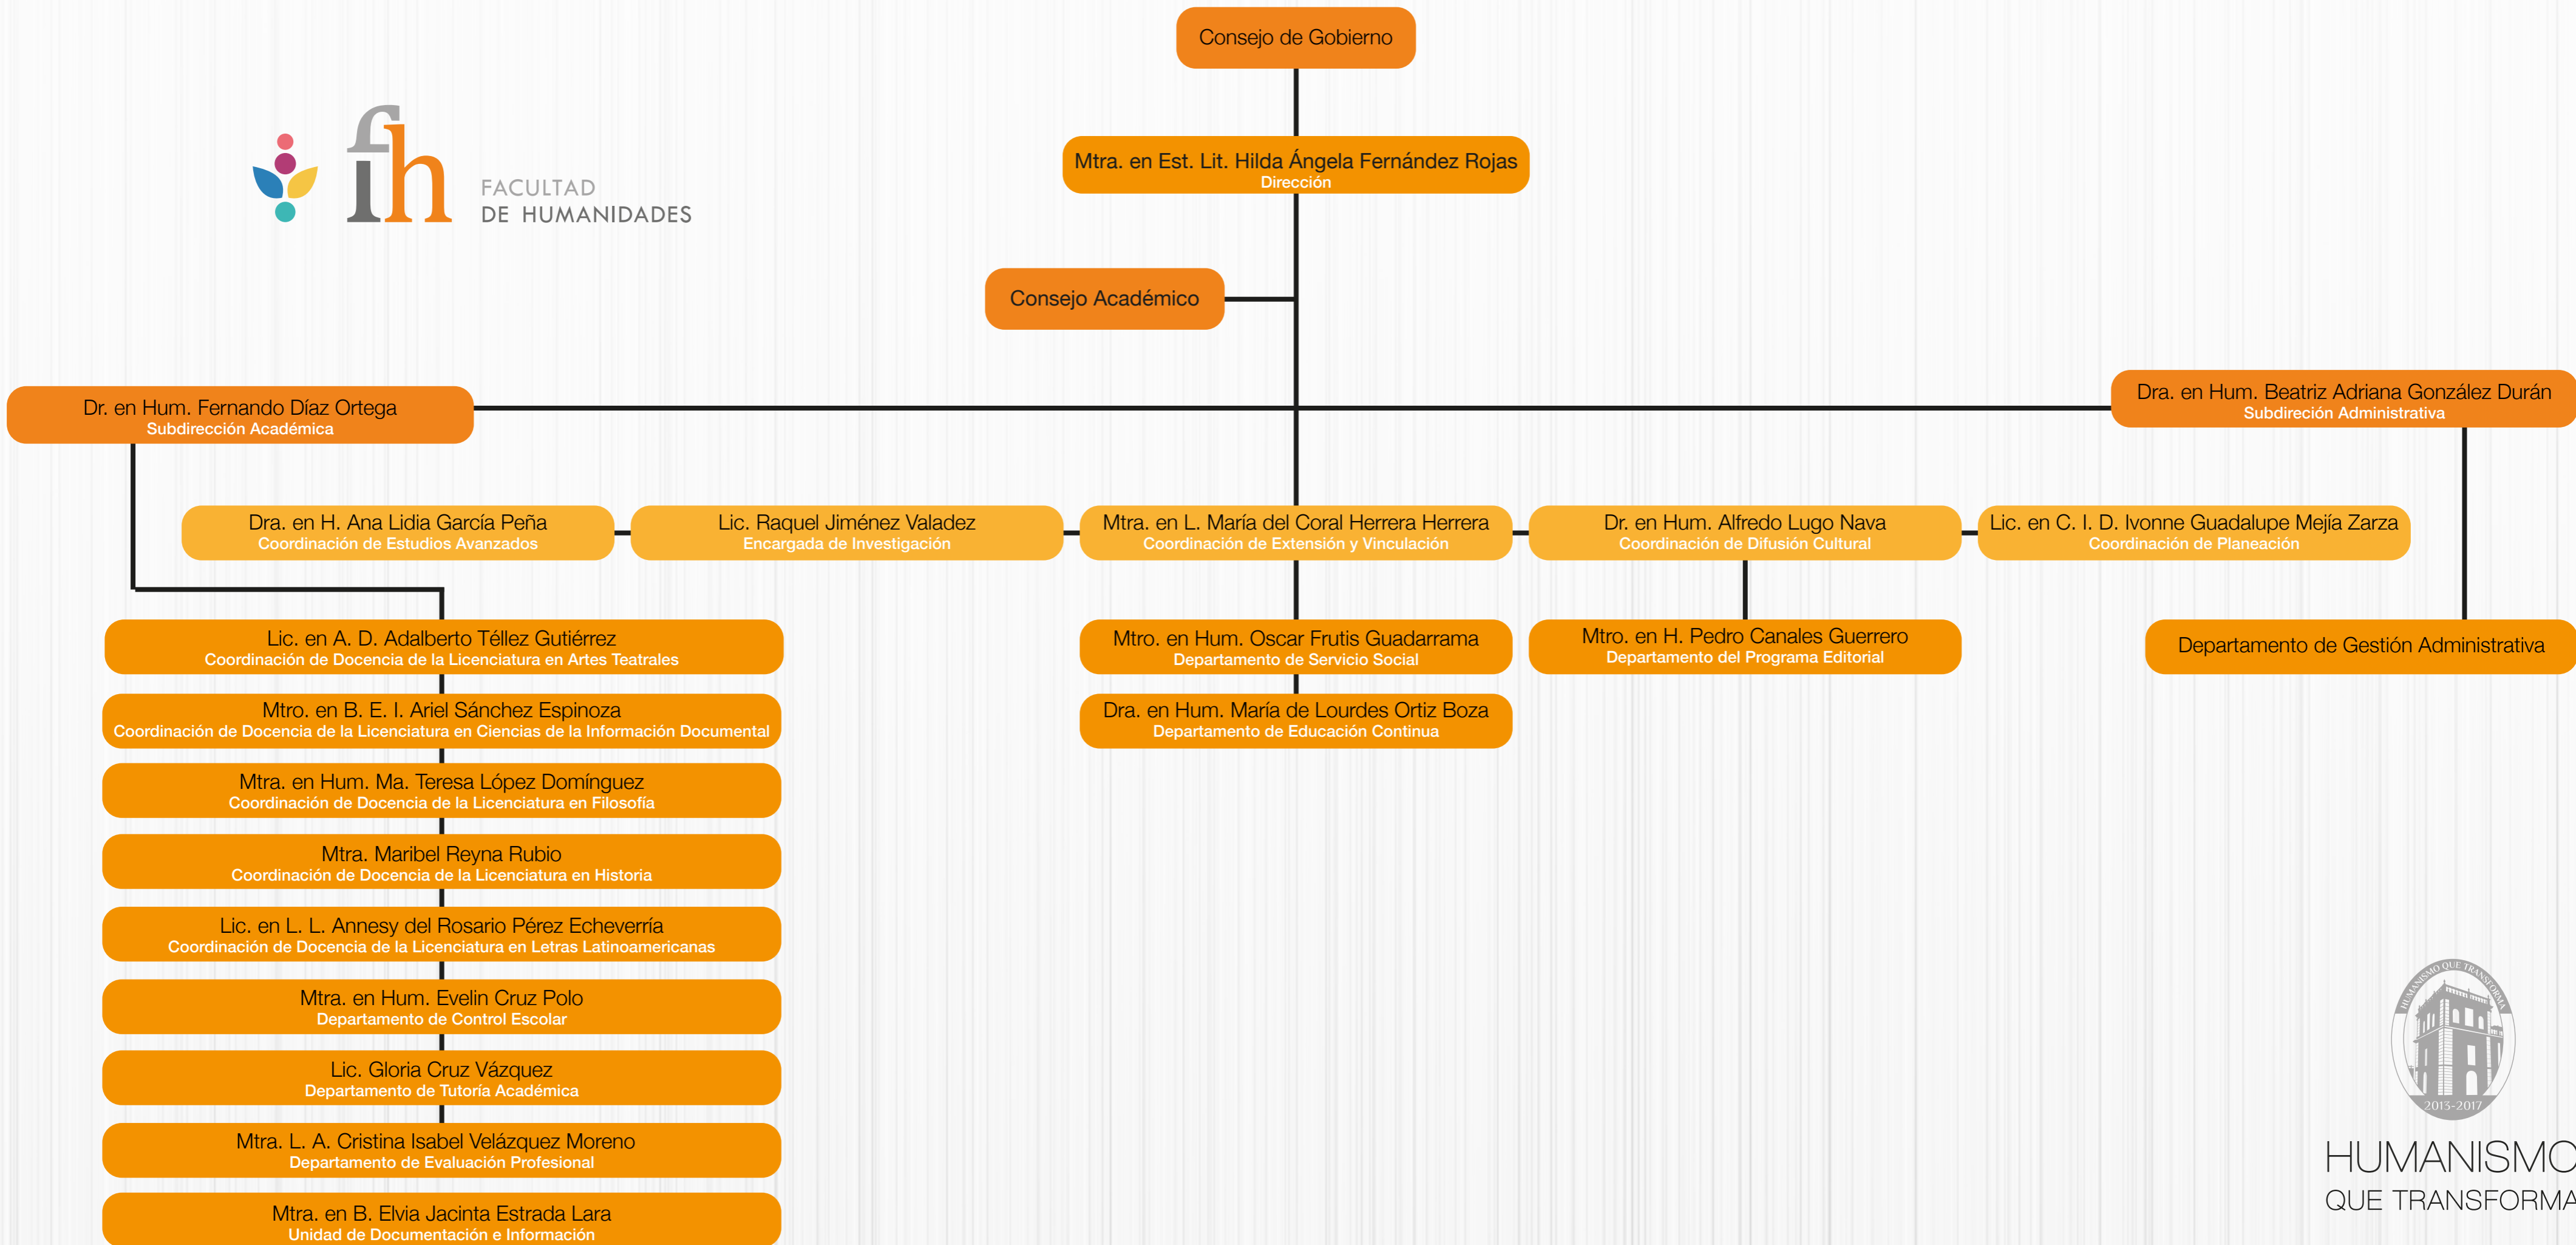 Consejo de Gobierno
fh
FACULTAD
DE HUMANIDADES
Mtra. en Est. Lit. Hilda Ángela Fernández Rojas
Dirección
Consejo Académico
Dr. en Hum. Fernando Díaz Ortega
Subdirección Académica
Dra. en Hum. Beatriz Adriana González Durán
Subdireción Administrativa
Dra. en H. Ana Lidia García Peña
Coordinación de Estudios Avanzados
Lic. Raquel Jiménez Valadez
Encargada de Investigación
Mtra. en L. María del Coral Herrera Herrera
Coordinación de Extensión y Vinculación
Dr. en Hum. Alfredo Lugo Nava
Coordinación de Difusión Cultural
Lic. en C. I. D. Ivonne Guadalupe Mejía Zarza
Coordinación de Planeación
Lic. en A. D. Adalberto Téllez Gutiérrez
Coordinación de Docencia de la Licenciatura en Artes Teatrales
Mtro. en B. E. I. Ariel Sánchez Espinoza
Coordinación de Docencia de la Licenciatura en Ciencias de la Información Documental
Mtra. en Hum. Ma. Teresa López Domínguez
Coordinación de Docencia de la Licenciatura en Filosofía
Mtra. Maribel Reyna Rubio
Coordinación de Docencia de la Licenciatura en Historia
Lic. en L. L. Annesy del Rosario Pérez Echeverría
Coordinación de Docencia de la Licenciatura en Letras Latinoamericanas
Mtra. en Hum. Evelin Cruz Polo
Departamento de Control Escolar
Lic. Gloria Cruz Vázquez
Departamento de Tutoría Académica
Mtra. L. A. Cristina Isabel Velázquez Moreno
Departamento de Evaluación Profesional
Mtra. en B. Elvia Jacinta Estrada Lara
Unidad de Documentación e Información
Mtro. en Hum. Oscar Frutis Guadarrama
Departamento de Servicio Social
Dra. en Hum. María de Lourdes Ortiz Boza
Departamento de Educación Continua
Mtro. en H. Pedro Canales Guerrero
Departamento del Programa Editorial
Departamento de Gestión Administrativa
HUMANISMO QUE TRANSFORMA
2013-2017
HUMANISMO
QUE TRANSFORMA